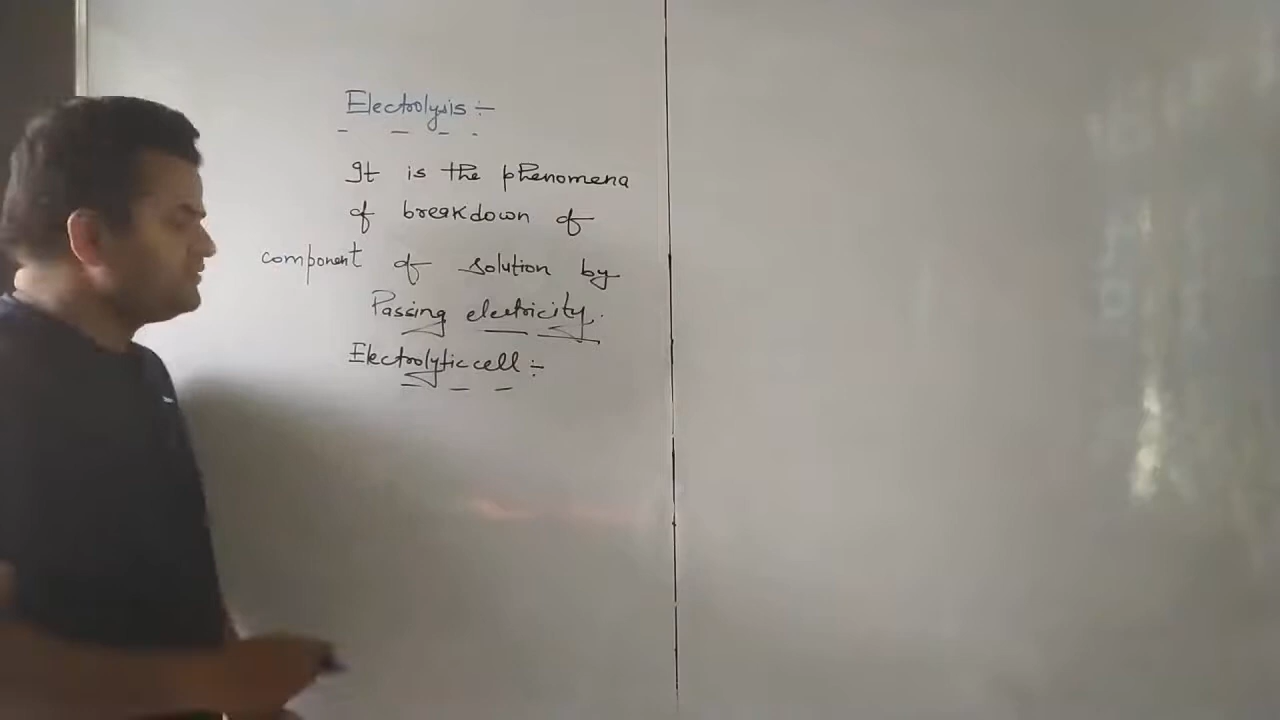 Electrolysis :-
It is the phenomena
of breakdown of
component of solution by
Passing electricity.
Electrolytic cell :-